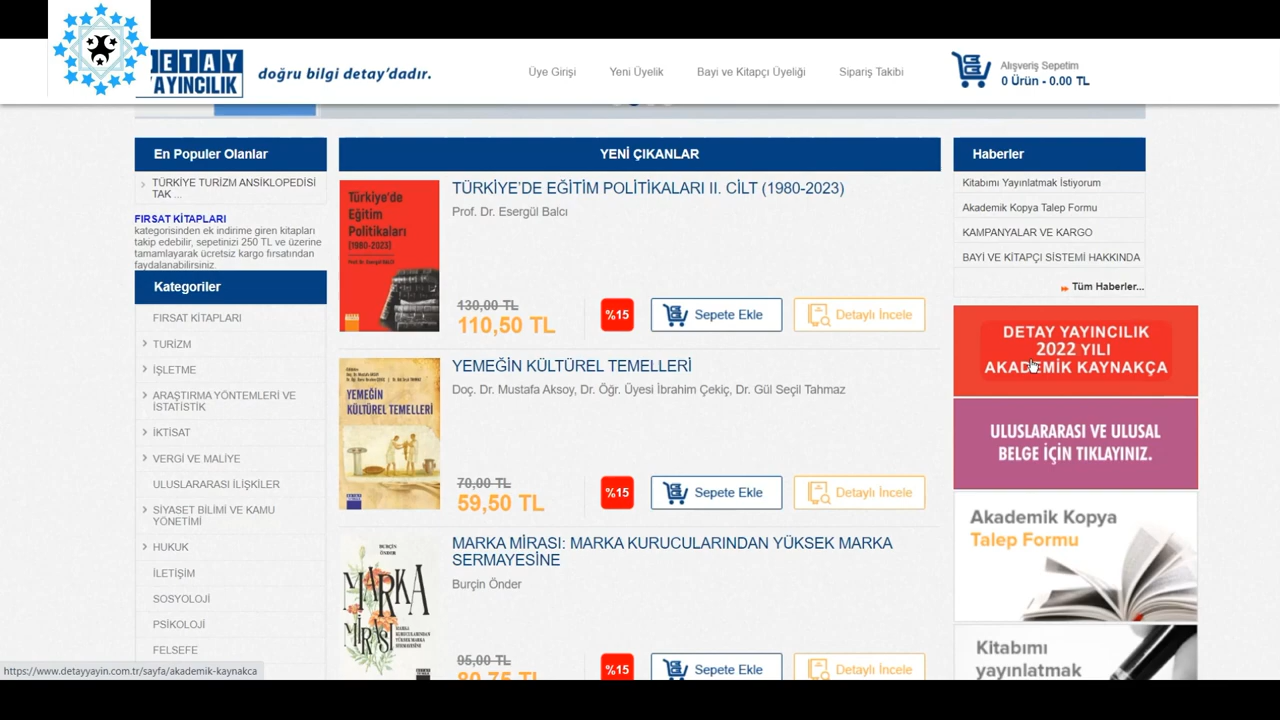 DETAY
YAYINCILIK
doğru bilgi detay'dadır.
Üye Girişi
Yeni Üyelik
Bayi ve Kitapçı Üyeliği
Sipariş Takibi
Alışveriş Sepetim
0 Ürün - 0.00 TL
En Populer Olanlar
TÜRKİYE TURİZM ANSİKLOPEDİSİ
TAK ...
FIRSAT KİTAPLARI
kategorisinden ek indirime giren kitapları
takip edebilir, sepetinizi 250 TL ve üzerine
tamamlayarak ücretsiz kargo fırsatından
faydalanabilirsiniz.
Kategoriler
FIRSAT KİTAPLARI
TURİZM
İŞLETME
ARAŞTIRMA YÖNTEMLERİ VE
İSTATİSTİK
İKTİSAT
VERGİ VE MALİYE
ULUSLARARASI İLİŞKİLER
SİYASET BİLİMİ VE KAMU
YÖNETİMİ
HUKUK
İLETİŞİM
SOSYOLOJİ
PSİKOLOJİ
FELSEFE
YENİ ÇIKANLAR
Türkiye'de
Eğitim
Politikaları
(1980-2023)
Prof. Dr. Esergül BALCI
TÜRKİYE'DE EĞİTİM POLİTİKALARI II. CİLT (1980-2023)
Prof. Dr. Esergül Balcı
130,00 TL
110,50 TL
%15
Sepete Ekle
Detaylı İncele
YEMEĞİN
KÜLTÜREL TEMELLERİ
YEMEĞİN KÜLTÜREL TEMELLERİ
Doç. Dr. Mustafa Aksoy, Dr. Öğr. Üyesi İbrahim Çekiç, Dr. Gül Seçil Tahmaz
70,00 TL
59,50 TL
%15
Sepete Ekle
Detaylı İncele
BURÇİN
ÖNDER
MARKA
MİRASI:
MARKA
KURUCULARINDAN
YÜKSEK MARKA
SERMAYESİNE
MARKA MİRASI: MARKA KURUCULARINDAN YÜKSEK MARKA
SERMAYESİNE
Burçin Önder
95,00 TL
80,75 TL
%15
Sepete Ekle
Detaylı İncele
Haberler
Kitabımı Yayınlatmak İstiyorum
Akademik Kopya Talep Formu
KAMPANYALAR VE KARGO
BAYİ VE KİTAPÇI SİSTEMİ HAKKINDA
Tüm Haberler...
DETAY YAYINCILIK
2022 YILI
AKADEMİK KAYNAKÇA
ULUSLARARASI VE ULUSAL
BELGE İÇİN TIKLAYINIZ.
Akademik Kopya
Talep Formu
Kitabımı
yayınlatmak
https://www.detayyayin.com.tr/sayfa/akademik-kaynakca